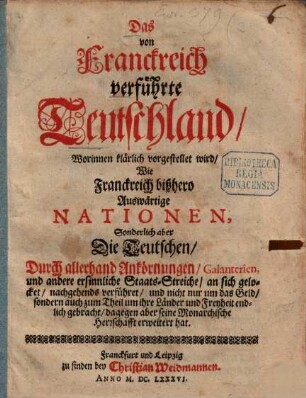 Das
von
Franckreich
verführte
Teutschland/
Worinnen klärlich vorgestellet wird/
Wie
Franckreich bißhero
Auswärtige
NATIONEN,
Sonderlich aber
Die Teutschen/
Durch allerhand Ankörnungen/ Galanterien,
und andere ersinnliche Staats-Streiche/ an sich gelo-
cket/ nachgehends verführet/ und nicht nur um das Geld/
sondern auch zum Theil um ihre Länder und Freyheit end-
lich gebracht/ dagegen aber seine Monarchische
Herrschafft erweitert hat.
Franckfurt und Leipzig
zu finden bey Christian Weidmannen.
ANNO M. DC. LXXXVI.
BIBLIOTHECA
REGIA
MONACENSIS